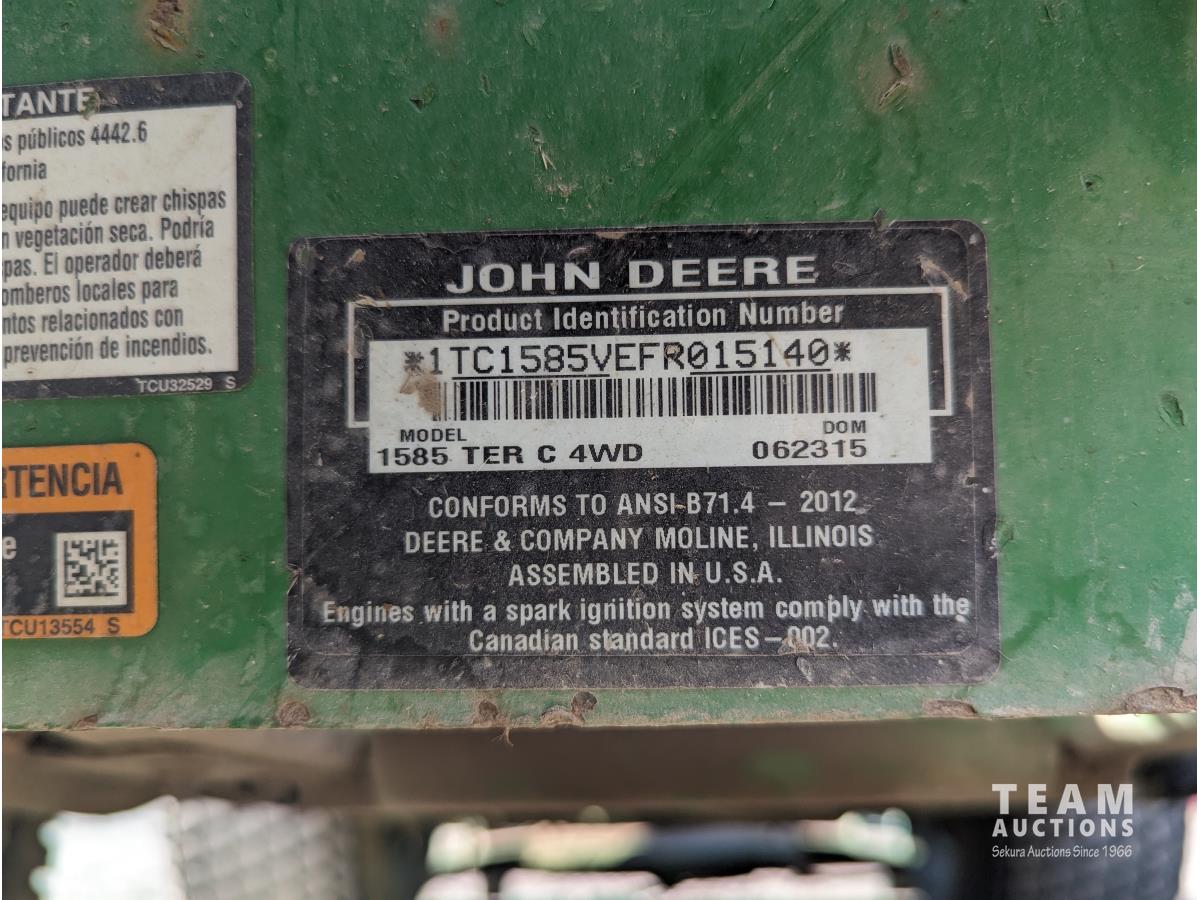 TANTE
s públicos 4442.6
fornia
equipo puede crear chispas
n vegetación seca. Podría
pas. El operador deberá
omberos locales para
ntos relacionados con
prevención de incendios.
TCU32529 S
RTENCIA
e
TCU13554 S
JOHN DEERE
Product Identification Number
*1TC1585VEFR015140*
MODEL DOM
1585 TER C 4WD 062315
CONFORMS TO ANSI-B71.4 – 2012
DEERE & COMPANY MOLINE, ILLINOIS
ASSEMBLED IN U.S.A.
Engines with a spark ignition system comply with the
Canadian standard ICES–002.
TEAM
AUCTIONS
Sekura Auctions Since 1966